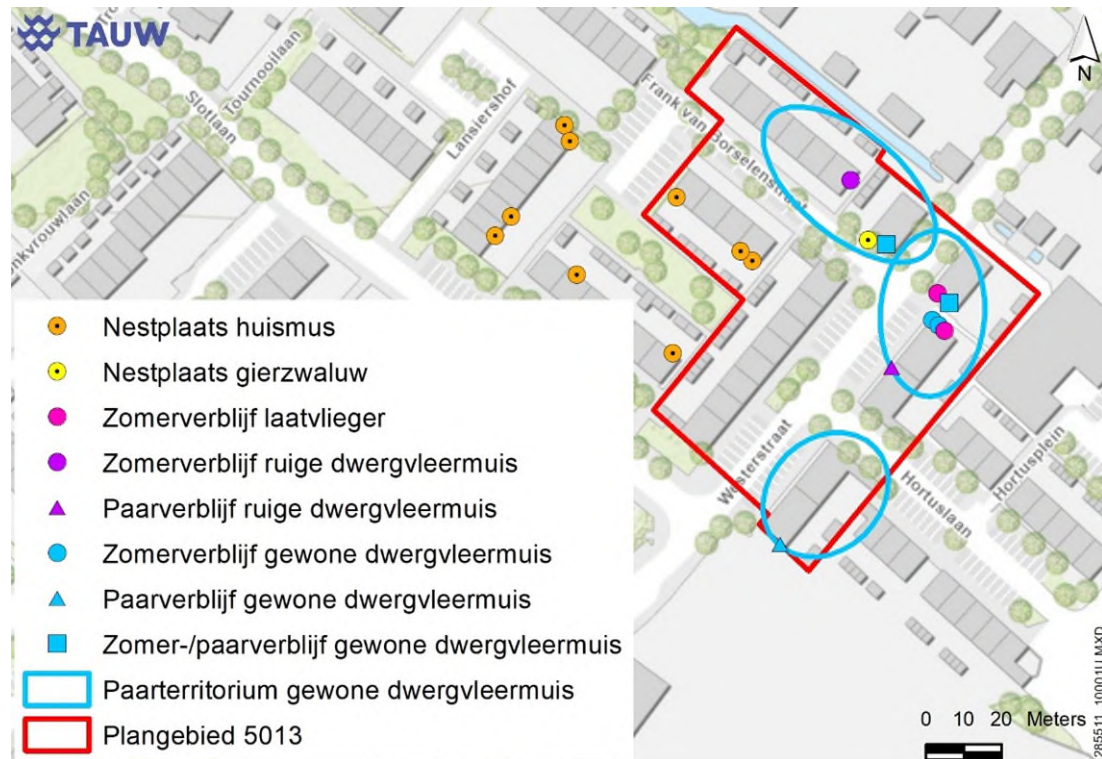 TAUW
Slotlaan
Tournooilaan
Lansiershof
Frank van Borselenstraat
N
Nestplaats huismus
Nestplaats gierzwaluw
Zomerverblijf laatvlieger
Zomerverblijf ruige dwergvleermuis
Paarverblijf ruige dwergvleermuis
Zomerverblijf gewone dwergvleermuis
Paarverblijf gewone dwergvleermuis
Zomer-/paarverblijf gewone dwergvleermuis
Paarterritorium gewone dwergvleermuis
Plangebied 5013
Westerstraat
Hortuslaan
Hortusplein
0 10 20 Meters